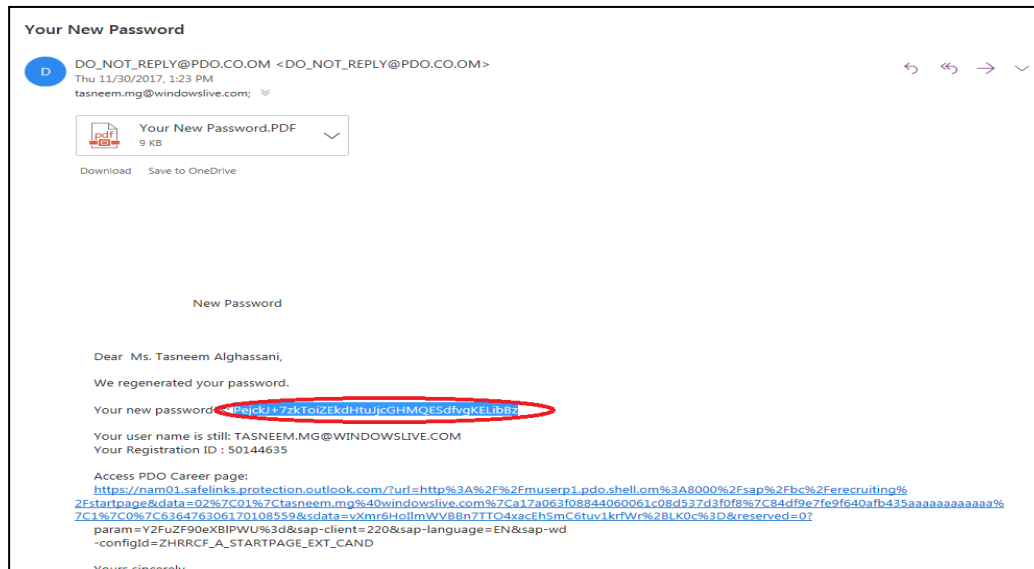 Your New Password
D
DO_NOT_REPLY@PDO.CO.OM <DO_NOT_REPLY@PDO.CO.OM>
Thu 11/30/2017, 1:23 PM
tasneem.mg@windowslive.com;
pdf
Your New Password.PDF
9 KB
Download Save to OneDrive
New Password
Dear Ms. Tasneem Alghassani,
We regenerated your password.
Your new password PejckJ+7zkToiZEkdHtuJjcGHMQESdfvgKELibBz
Your user name is still: TASNEEM.MG@WINDOWSLIVE.COM
Your Registration ID : 50144635
Access PDO Career page:
https://nam01.safelinks.protection.outlook.com/?url=http%3A%2F%2Fmuserp1.pdo.shell.om%3A8000%2Fsap%2Fbc%2Ferecruiting%
2Fstartpage&data=02%7C01%7Ctasneem.mg%40windowslive.com%7Ca17a063f08844060061c08d537d3f0f8%7C84df9e7fe9f640afb435aaaaaaaaaaaa%
7C1%7C0%7C636476306170108559&sdata=vXmr6HoIlmWVBBn7TTO4xacEhSmC6tuv1krfWr%2BLK0c%3D&reserved=0?
param=Y2FuZF90eXBlPWU%3d&sap-client=220&sap-language=EN&sap-wd
-configId=ZHRRCF_A_STARTPAGE_EXT_CAND
Yours sincerely